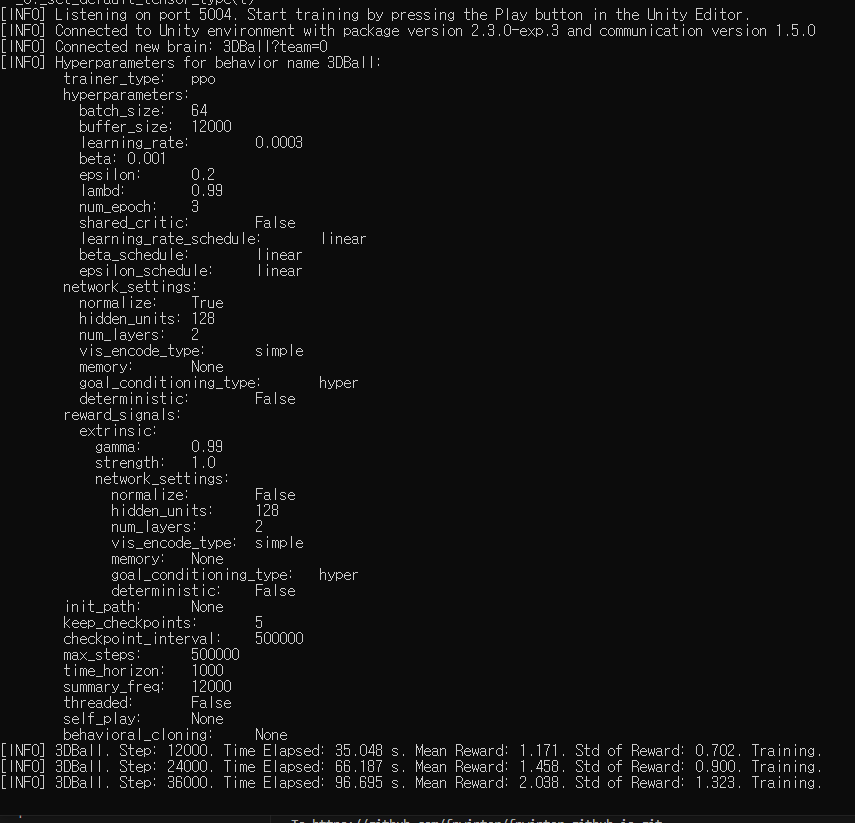 _C._set_default_tensor_type(t)
[INFO] Listening on port 5004. Start training by pressing the Play button in the Unity Editor.
[INFO] Connected to Unity environment with package version 2.3.0-exp.3 and communication version 1.5.0
[INFO] Connected new brain: 3DBall?team=0
[INFO] Hyperparameters for behavior name 3DBall:
trainer_type: ppo
hyperparameters:
batch_size: 64
buffer_size: 12000
learning_rate: 0.0003
beta: 0.001
epsilon: 0.2
lambd: 0.99
num_epoch: 3
shared_critic: False
learning_rate_schedule: linear
beta_schedule: linear
epsilon_schedule: linear
network_settings:
normalize: True
hidden_units: 128
num_layers: 2
vis_encode_type: simple
memory: None
goal_conditioning_type: hyper
deterministic: False
reward_signals:
extrinsic:
gamma: 0.99
strength: 1.0
network_settings:
normalize: False
hidden_units: 128
num_layers: 2
vis_encode_type: simple
memory: None
goal_conditioning_type: hyper
deterministic: False
init_path: None
keep_checkpoints: 5
checkpoint_interval: 500000
max_steps: 500000
time_horizon: 1000
summary_freq: 12000
threaded: False
self_play: None
behavioral_cloning: None
[INFO] 3DBall. Step: 12000. Time Elapsed: 35.048 s. Mean Reward: 1.171. Std of Reward: 0.702. Training.
[INFO] 3DBall. Step: 24000. Time Elapsed: 66.187 s. Mean Reward: 1.458. Std of Reward: 0.900. Training.
[INFO] 3DBall. Step: 36000. Time Elapsed: 96.695 s. Mean Reward: 2.038. Std of Reward: 1.323. Training.